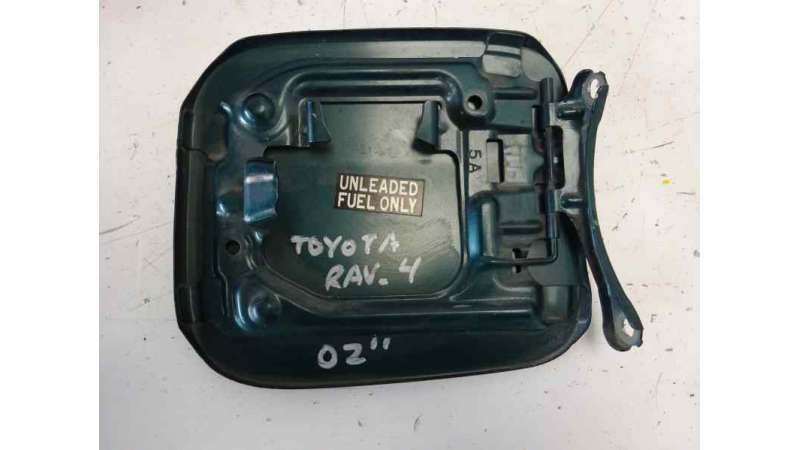 5A
UNLEADED
FUEL ONLY
TOYOTA
RAV-4
02"